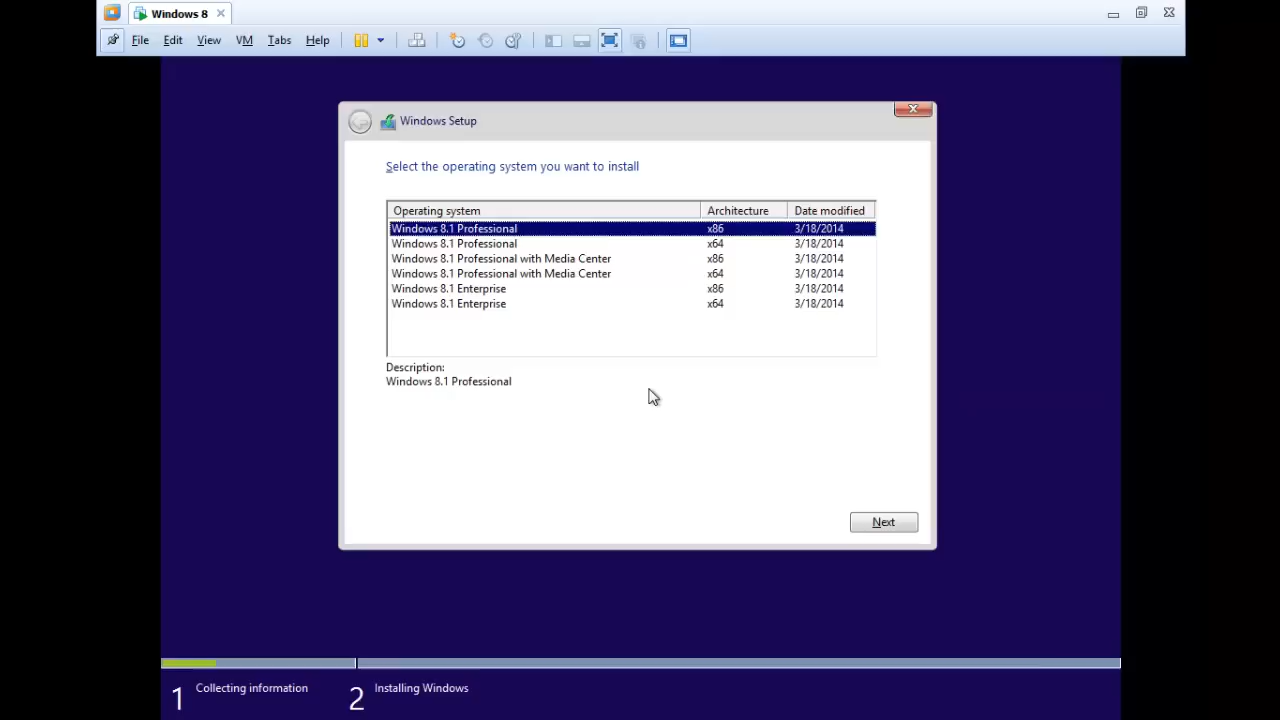 Windows 8
File Edit View VM Tabs Help
Windows Setup
Select the operating system you want to install
Operating system Architecture Date modified
Windows 8.1 Professional x86 3/18/2014
Windows 8.1 Professional x64 3/18/2014
Windows 8.1 Professional with Media Center x86 3/18/2014
Windows 8.1 Professional with Media Center x64 3/18/2014
Windows 8.1 Enterprise x86 3/18/2014
Windows 8.1 Enterprise x64 3/18/2014
Description:
Windows 8.1 Professional
Next
1 Collecting information 2 Installing Windows